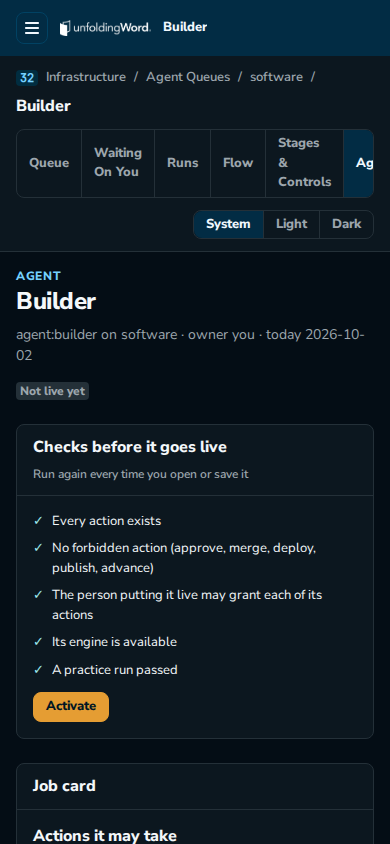 unfoldingWord. Builder
32 Infrastructure / Agent Queues / software /
Builder
Queue
Waiting
On You
Runs
Flow
Stages
&
Controls
Ag
System Light Dark
AGENT
Builder
agent:builder on software · owner you · today 2026-10-
02
Not live yet
Checks before it goes live
Run again every time you open or save it
✓ Every action exists
✓ No forbidden action (approve, merge, deploy,
publish, advance)
✓ The person putting it live may grant each of its
actions
✓ Its engine is available
✓ A practice run passed
Activate
Job card
Actions it may take